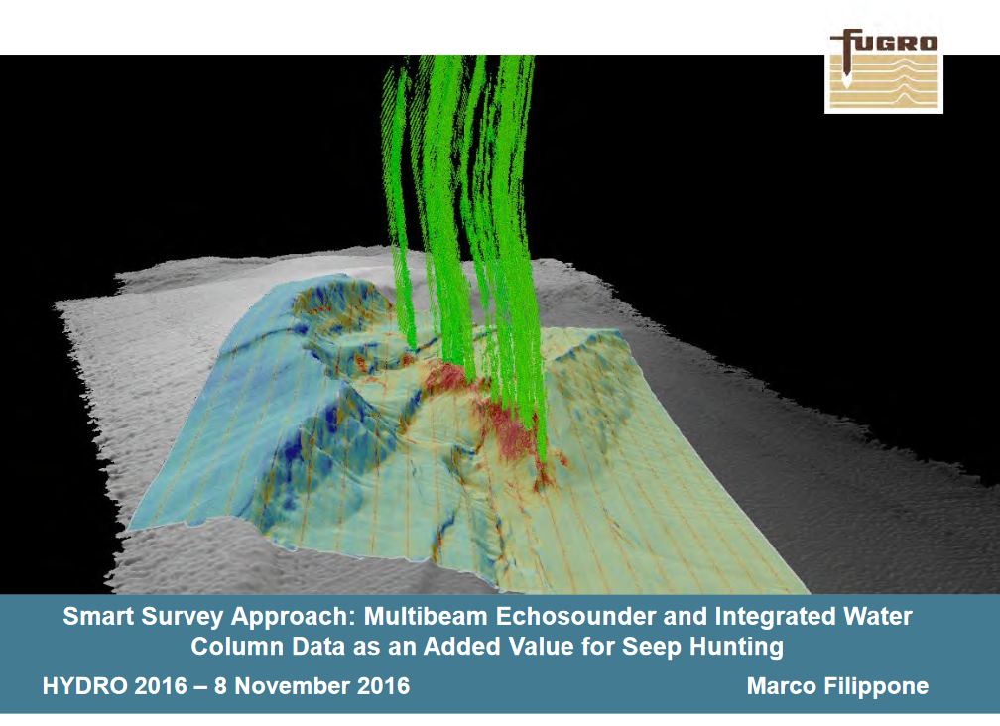 fUGRO
Smart Survey Approach: Multibeam Echosounder and Integrated Water
Column Data as an Added Value for Seep Hunting
HYDRO 2016 – 8 November 2016
Marco Filippone